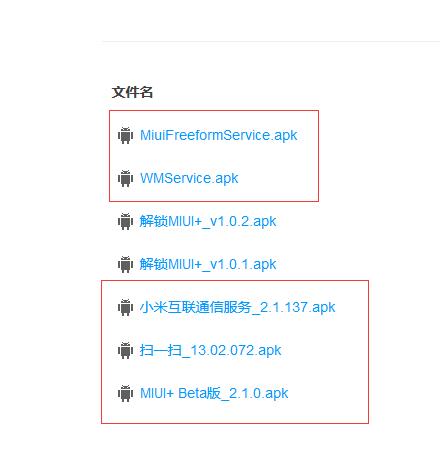 文件名
MiuiFreeformService.apk
WMService.apk
解锁MIUI+_v1.0.2.apk
解锁MIUI+_v1.0.1.apk
小米互联通信服务_2.1.137.apk
扫一扫_13.02.072.apk
MIUI+ Beta版_2.1.0.apk